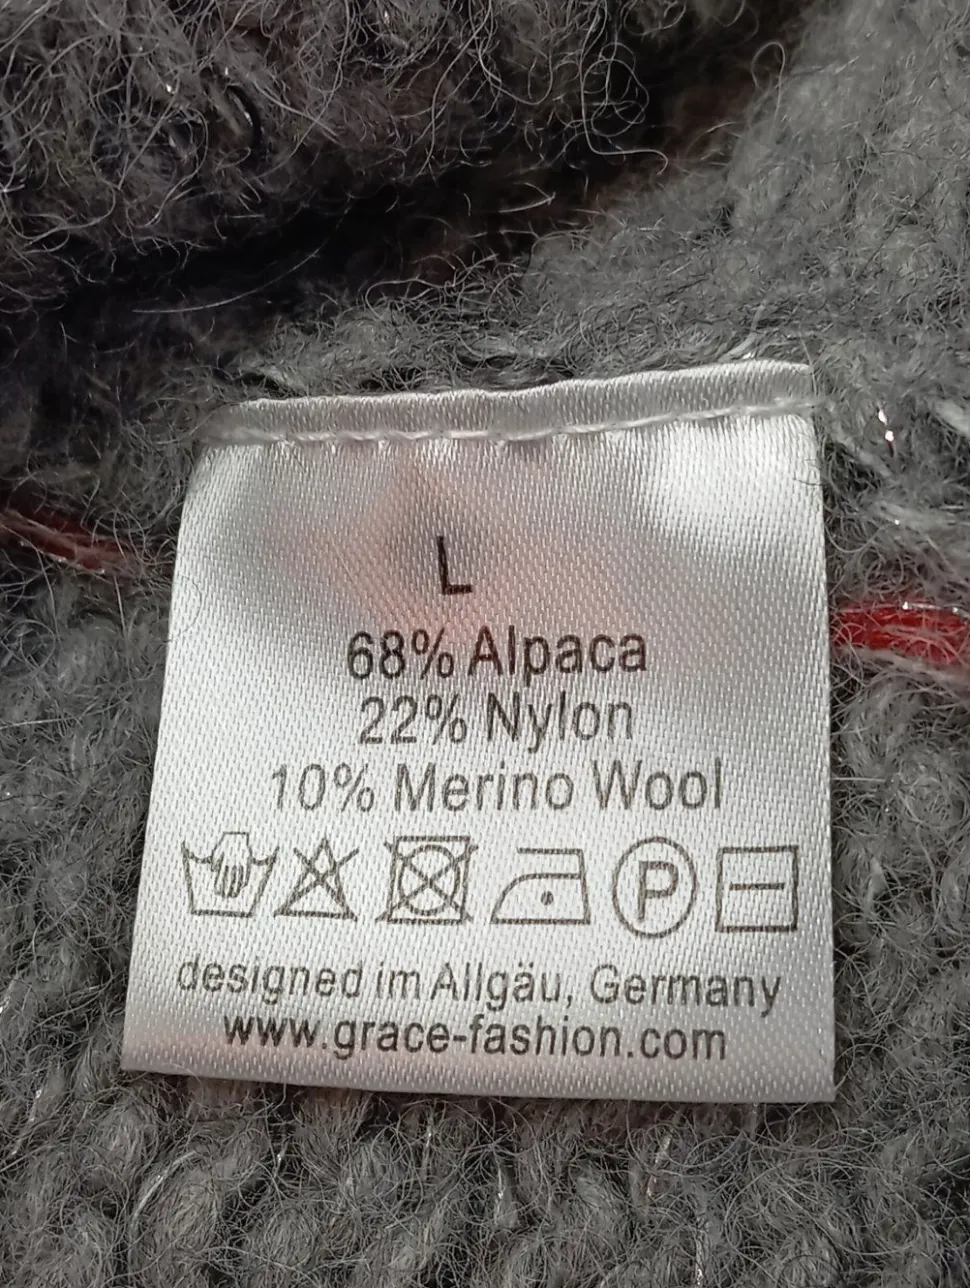 L
68% Alpaca
22% Nylon
10% Merino Wool
P
designed im Allgäu, Germany
www.grace-fashion.com